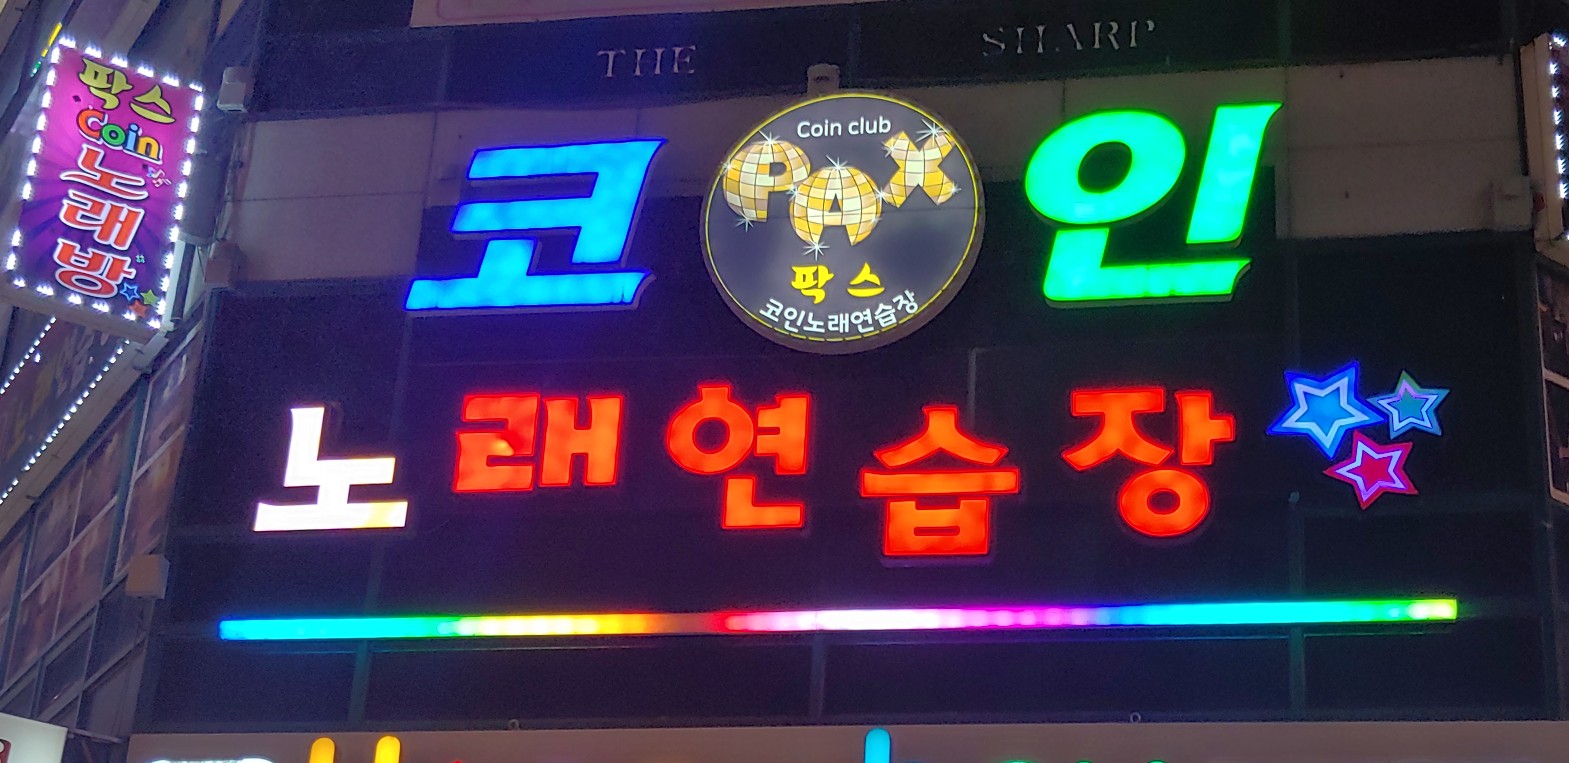 THE SHARP
팍스
Coin
노래방
코인
Coin club
PAX
팍스
코인노래연습장
노래연습장